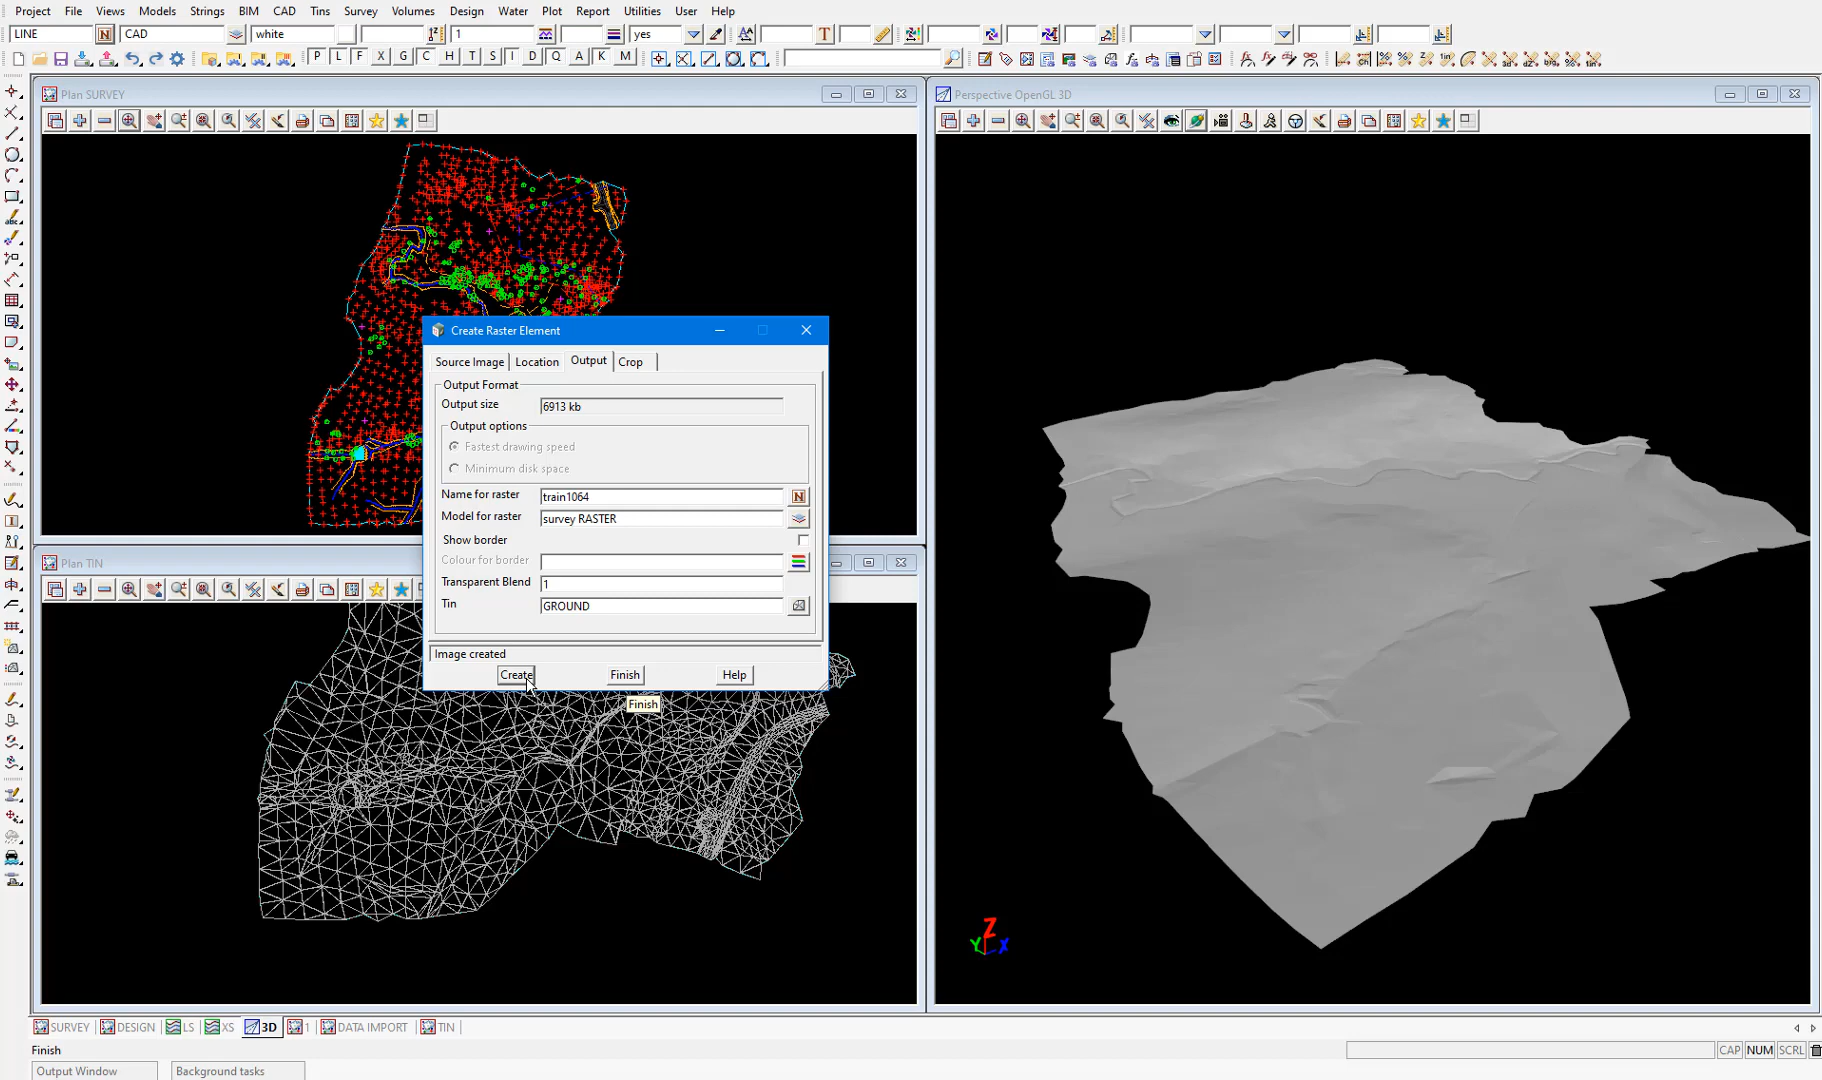 Project File Views Models Strings BIM CAD Tins Survey Volumes Design Water Plot Report Utilities User Help
LINE N CAD white 1 yes T
P L F X G C H T S I D Q A K M
Plan SURVEY
Perspective OpenGL 3D
Create Raster Element
Source Image Location Output Crop
Output Format
Output size 6913 kb
Output options
Fastest drawing speed
Minimum disk space
Name for raster train1064 N
Model for raster survey RASTER
Show border
Colour for border
Transparent Blend 1
Tin GROUND
Image created
Create Finish Help
Finish
Plan TIN
Z
Y X
SURVEY DESIGN LS XS 3D 1 DATA IMPORT TIN
Finish
CAP NUM SCRL
Output Window Background tasks